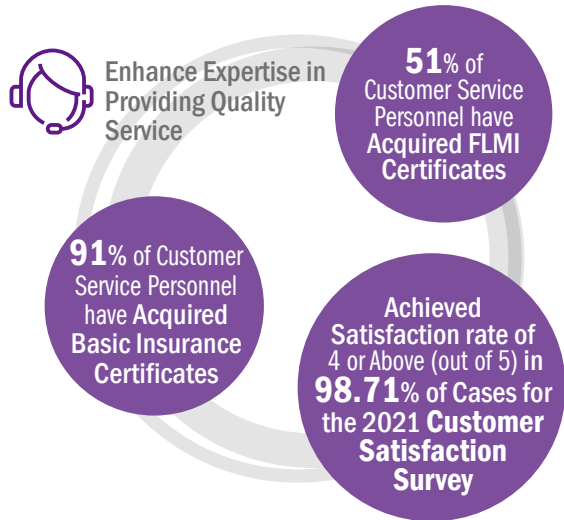 Enhance Expertise in
Providing Quality
Service
51% of
Customer Service
Personnel have
Acquired FLMI
Certificates
91% of Customer
Service Personnel
have Acquired
Basic Insurance
Certificates
Achieved
Satisfaction rate of
4 or Above (out of 5) in
98.71% of Cases for
the 2021 Customer
Satisfaction
Survey